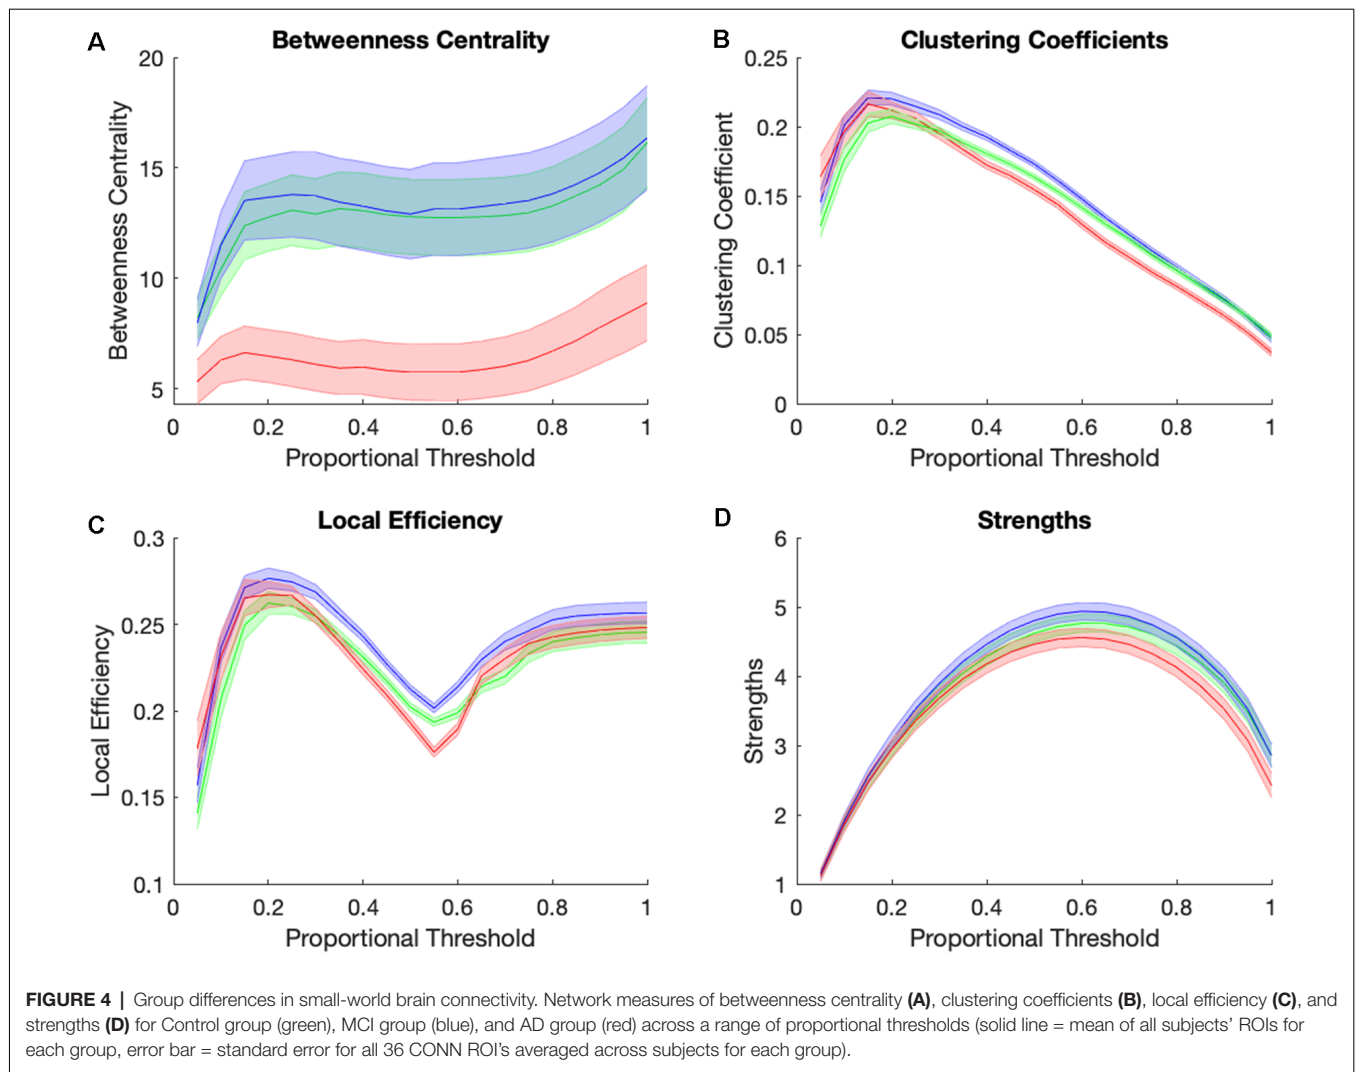 A
Betweenness Centrality
20
15
10
5
Betweenness Centrality
0
0.2
0.4
0.6
0.8
1
Proportional Threshold
B
Clustering Coefficients
0.25
0.2
0.15
0.1
0.05
0
Clustering Coefficient
0
0.2
0.4
0.6
0.8
1
Proportional Threshold
C
Local Efficiency
0.3
0.25
0.2
0.15
0.1
Local Efficiency
0
0.2
0.4
0.6
0.8
1
Proportional Threshold
D
Strengths
6
5
4
3
2
1
Strengths
0
0.2
0.4
0.6
0.8
1
Proportional Threshold
FIGURE 4 | Group differences in small-world brain connectivity. Network measures of betweenness centrality (A), clustering coefficients (B), local efficiency (C), and
strengths (D) for Control group (green), MCI group (blue), and AD group (red) across a range of proportional thresholds (solid line = mean of all subjects' ROIs for
each group, error bar = standard error for all 36 CONN ROI's averaged across subjects for each group).